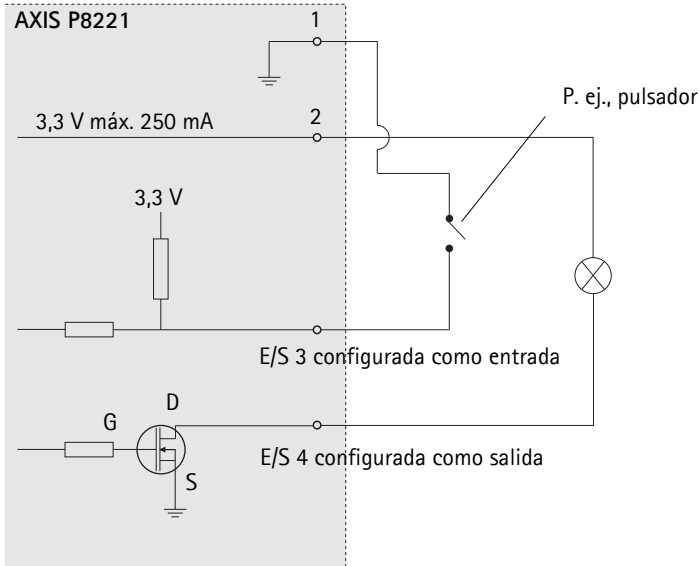 AXIS P8221
1
P. ej., pulsador
3,3 V máx. 250 mA
2
3,3 V
E/S 3 configurada como entrada
D
G
E/S 4 configurada como salida
S